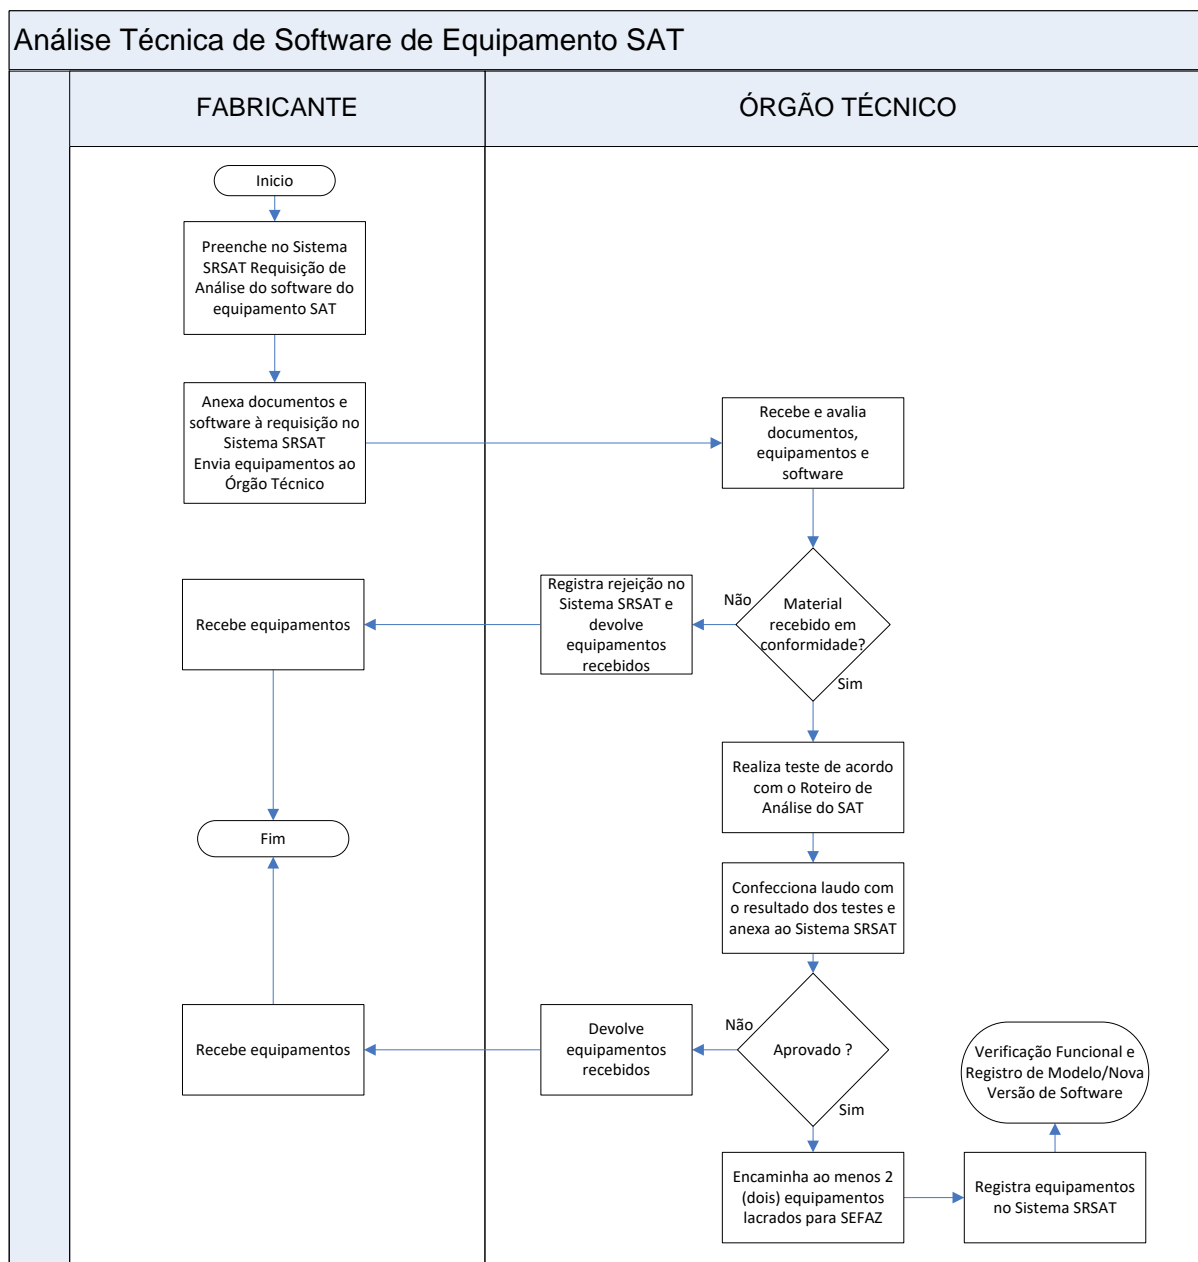 Análise Técnica de Software de Equipamento SAT
FABRICANTE
ÓRGÃO TÉCNICO
Inicio
Preenche no Sistema
SRSAT Requisição de
Análise do software do
equipamento SAT
Anexa documentos e
software à requisição no
Sistema SRSAT
Envia equipamentos ao
Órgão Técnico
Recebe e avalia
documentos,
equipamentos e
software
Material
recebido em
conformidade?
Não
Sim
Registra rejeição no
Sistema SRSAT e
devolve
equipamentos
recebidos
Recebe equipamentos
Realiza teste de acordo
com o Roteiro de
Análise do SAT
Fim
Confecciona laudo com
o resultado dos testes e
anexa ao Sistema SRSAT
Aprovado ?
Não
Sim
Devolve
equipamentos
recebidos
Recebe equipamentos
Encaminha ao menos 2
(dois) equipamentos
lacrados para SEFAZ
Registra equipamentos
no Sistema SRSAT
Verificação Funcional e
Registro de Modelo/Nova
Versão de Software